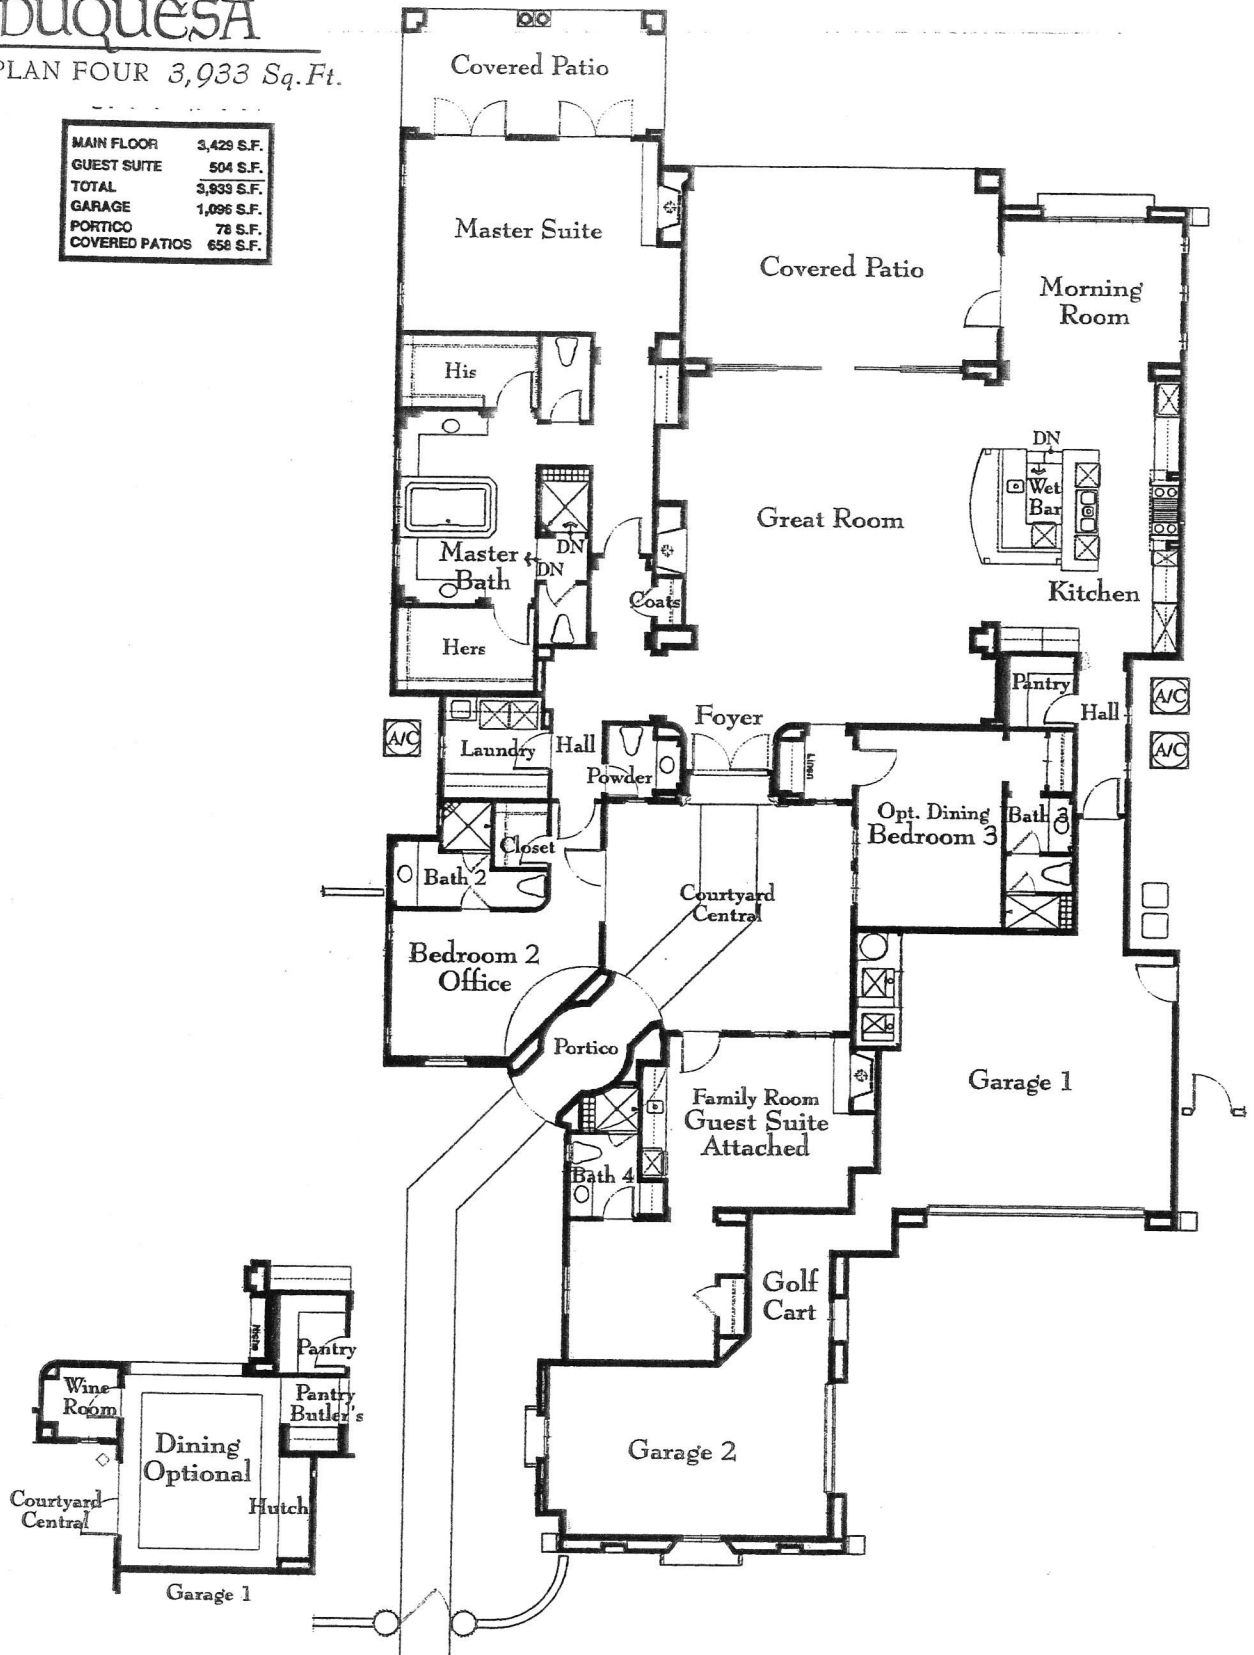 DUQUESA
PLAN FOUR 3,933 Sq.Ft.
MAIN FLOOR 3,429 S.F.
GUEST SUITE 504 S.F.
TOTAL 3,933 S.F.
GARAGE 1,096 S.F.
PORTICO 78 S.F.
COVERED PATIOS 658 S.F.
Covered Patio
Master Suite
Covered Patio
Morning
Room
His
DN
Wet
Bar
Great Room
Master
Bath
DN
DN
Kitchen
Coats
Hers
Pantry
A/C
Hall
Foyer
A/C
Laundry
Hall
Powder
Linen
A/C
Opt. Dining
Bedroom 3
Bath 3
Closet
Bath 2
Courtyard
Central
Bedroom 2
Office
Portico
Garage 1
Family Room
Guest Suite
Attached
Bath 4
Golf
Cart
Niche
Pantry
Wine
Room
Pantry
Butler's
Dining
Optional
Garage 2
Courtyard
Central
Hutch
Garage 1